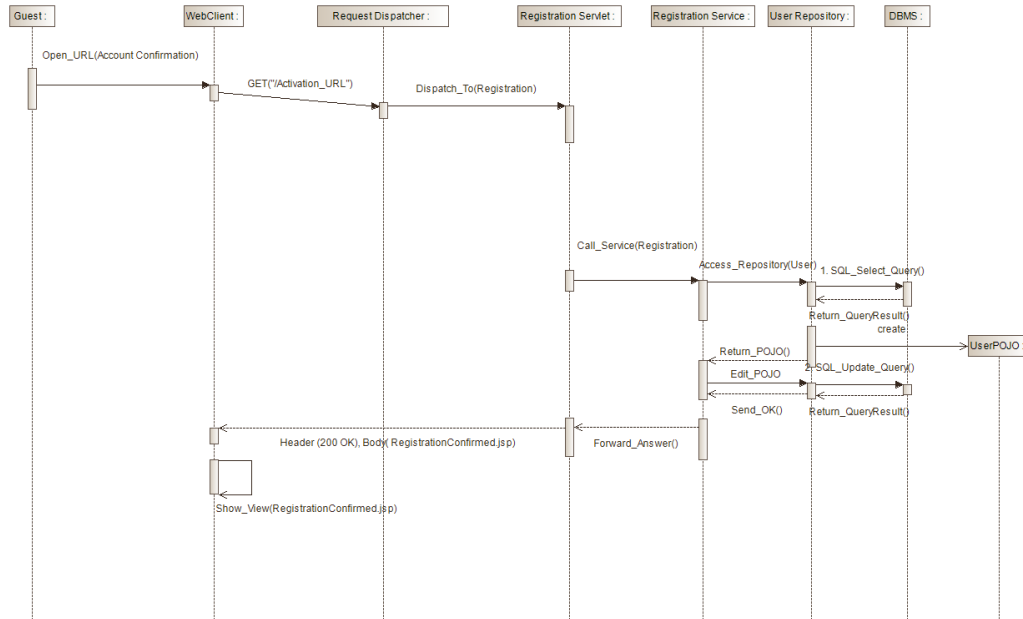 Guest :
WebClient :
Request Dispatcher :
Registration Servlet :
Registration Service :
User Repository :
DBMS :
Open_URL(Account Confirmation)
GET("/Activation_URL")
Dispatch_To(Registration)
Call_Service(Registration)
Access_Repository(User)
1. SQL_Select_Query()
Return_QueryResult()
create
UserPOJO :
Return_POJO()
Edit_POJO
2. SQL_Update_Query()
Send_OK()
Return_QueryResult()
Header (200 OK), Body( RegistrationConfirmed.jsp)
Forward_Answer()
Show_View(RegistrationConfirmed.jsp)